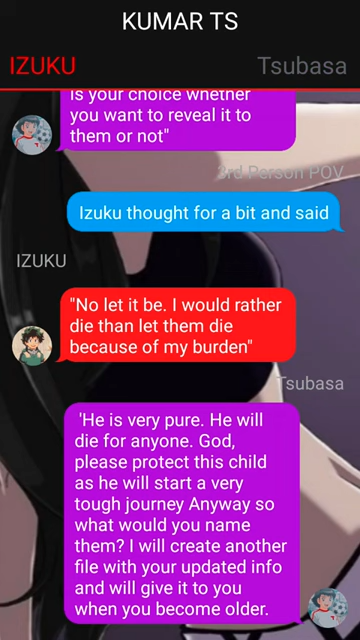 KUMAR TS
IZUKU
Tsubasa
is your choice whether
you want to reveal it to
them or not"
3rd Person POV
Izuku thought for a bit and said
IZUKU
"No let it be. I would rather
die than let them die
because of my burden"
Tsubasa
'He is very pure. He will
die for anyone. God,
please protect this child
as he will start a very
tough journey Anyway so
what would you name
them? I will create another
file with your updated info
and will give it to you
when you become older.